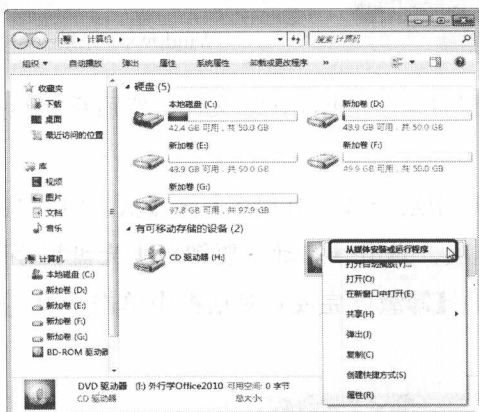 计算机
搜索 计算机
组织 自动播放 弹出 属性 系统属性 卸载或更改程序 »
收藏夹
下载
桌面
最近访问的位置
库
视频
图片
文档
音乐
计算机
本地磁盘 (C:)
新加卷 (D:)
新加卷 (E:)
新加卷 (F:)
新加卷 (G:)
BD-ROM 驱动器
硬盘 (5)
本地磁盘 (C:)
42.4 GB 可用，共 50.0 GB
新加卷 (D:)
48.9 GB 可用，共 50.0 GB
新加卷 (E:)
49.9 GB 可用，共 50.0 GB
新加卷 (F:)
49.9 GB 可用，共 50.0 GB
新加卷 (G:)
97.8 GB 可用，共 97.9 GB
有可移动存储的设备 (2)
CD 驱动器 (H:)
从媒体安装或运行程序
打开自动播放(Y)...
打开(O)
在新窗口中打开(E)
共享(H)
弹出(J)
复制(C)
创建快捷方式(S)
属性(R)
DVD 驱动器 (I:) 外行学Office2010 可用空间: 0 字节
CD 驱动器 总大小: